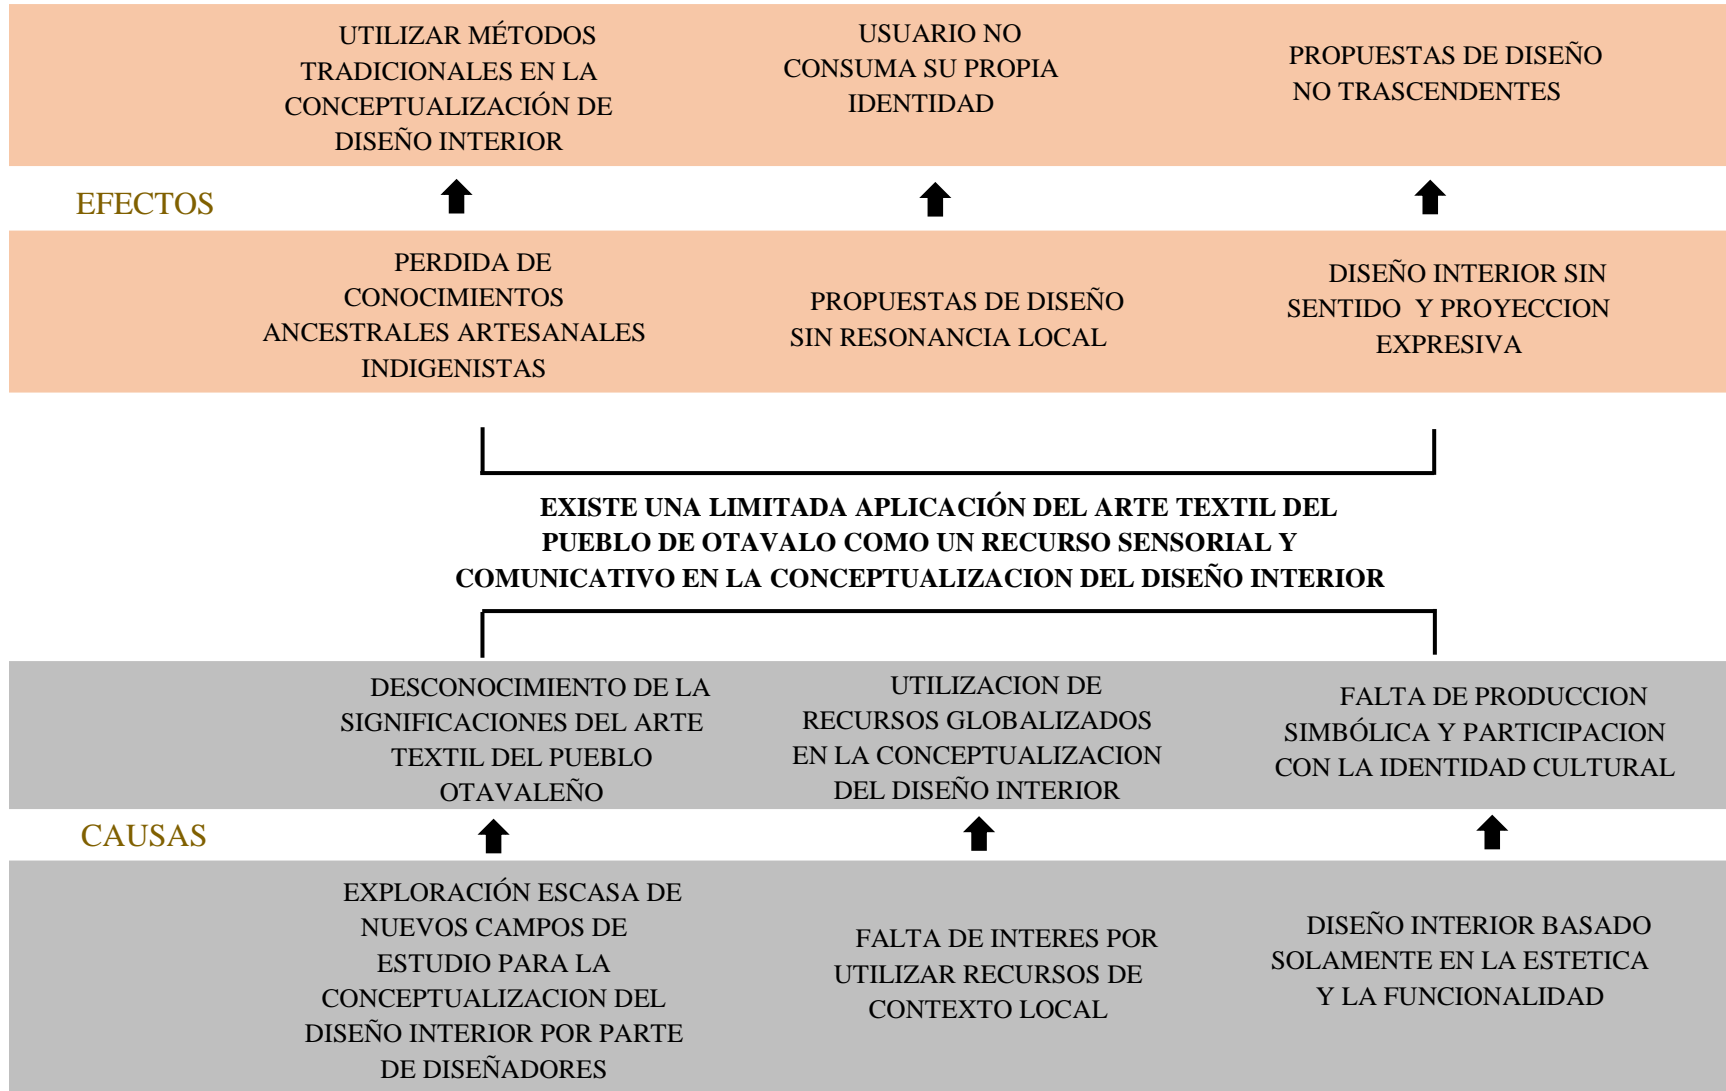 UTILIZAR MÉTODOS
TRADICIONALES EN LA
CONCEPTUALIZACIÓN DE
DISEÑO INTERIOR
USUARIO NO
CONSUMA SU PROPIA
IDENTIDAD
PROPUESTAS DE DISEÑO
NO TRASCENDENTES
EFECTOS
PERDIDA DE
CONOCIMIENTOS
ANCESTRALES ARTESANALES
INDIGENISTAS
PROPUESTAS DE DISEÑO
SIN RESONANCIA LOCAL
DISEÑO INTERIOR SIN
SENTIDO Y PROYECCION
EXPRESIVA
EXISTE UNA LIMITADA APLICACIÓN DEL ARTE TEXTIL DEL
PUEBLO DE OTAVALO COMO UN RECURSO SENSORIAL Y
COMUNICATIVO EN LA CONCEPTUALIZACION DEL DISEÑO INTERIOR
DESCONOCIMIENTO DE LA
SIGNIFICACIONES DEL ARTE
TEXTIL DEL PUEBLO
OTAVALEÑO
UTILIZACION DE
RECURSOS GLOBALIZADOS
EN LA CONCEPTUALIZACION
DEL DISEÑO INTERIOR
FALTA DE PRODUCCION
SIMBÓLICA Y PARTICIPACION
CON LA IDENTIDAD CULTURAL
CAUSAS
EXPLORACIÓN ESCASA DE
NUEVOS CAMPOS DE
ESTUDIO PARA LA
CONCEPTUALIZACION DEL
DISEÑO INTERIOR POR PARTE
DE DISEÑADORES
FALTA DE INTERES POR
UTILIZAR RECURSOS DE
CONTEXTO LOCAL
DISEÑO INTERIOR BASADO
SOLAMENTE EN LA ESTETICA
Y LA FUNCIONALIDAD